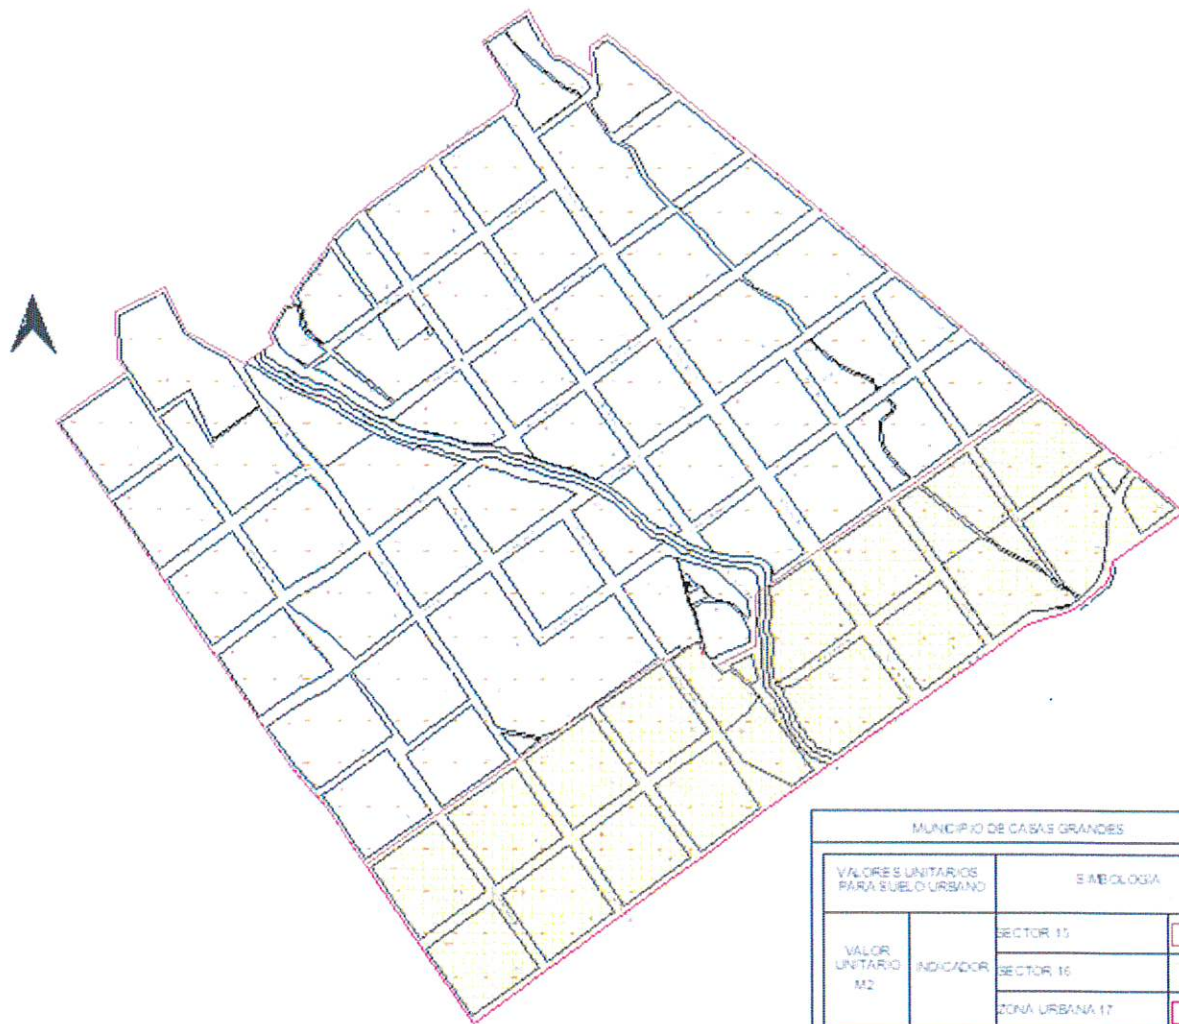 MUNICIPIO DE CASAS GRANDES
VALORES UNITARIOS
PARA SUELO URBANO
SIMBOLOGIA
VALOR
UNITARIO
M2
INDICADOR
SECTOR 15
SECTOR 16
ZONA URBANA 17